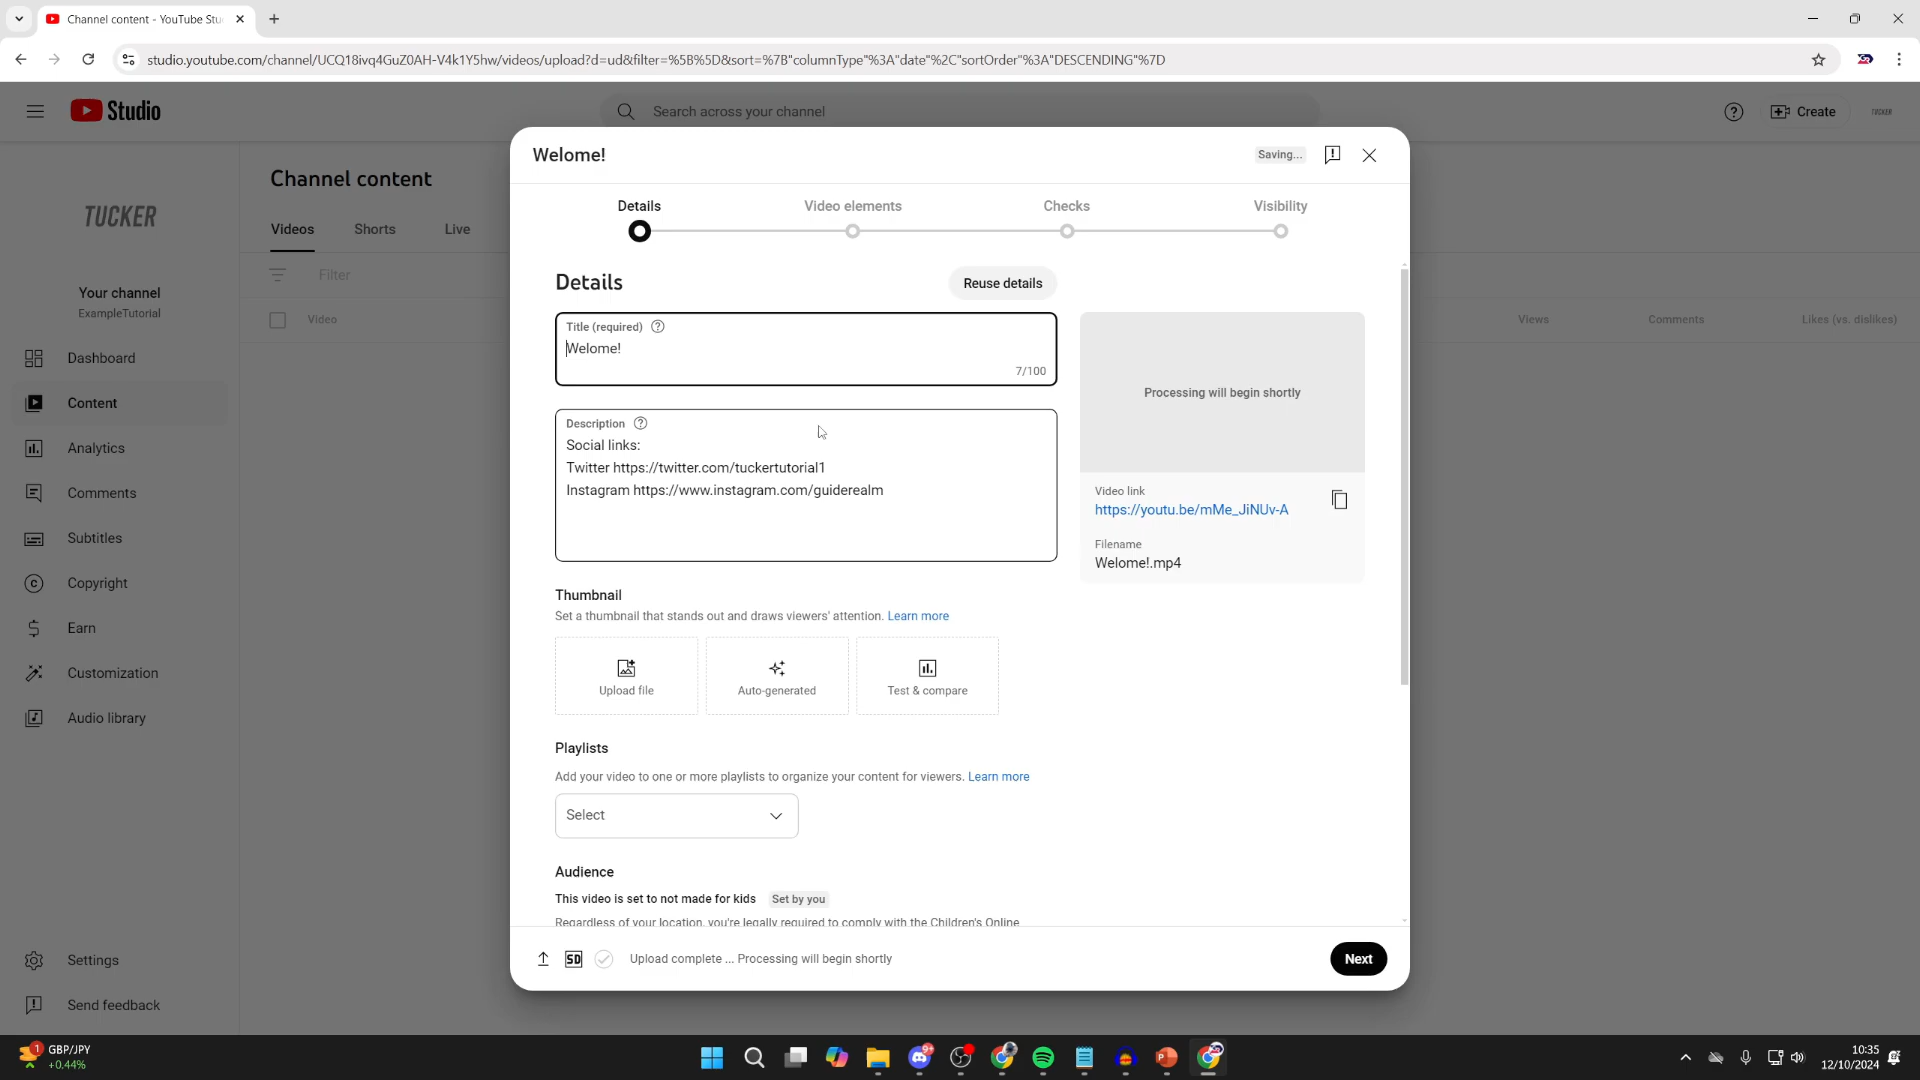 Channel content - YouTube Stu
studio.youtube.com/channel/UCQ18ivq4GuZ0AH-V4k1Y5hw/videos/upload?d=ud&filter=%5B%5D&sort=%7B"columnType"%3A"date"%2C"sortOrder"%3A"DESCENDING"%7D
Studio
Search across your channel
Create
TUCKER
Welome!
Saving...
Details
Video elements
Checks
Visibility
Channel content
Videos
Shorts
Live
Filter
Video
Views
Comments
Likes (vs. dislikes)
TUCKER
Your channel
ExampleTutorial
Dashboard
Content
Analytics
Comments
Subtitles
Copyright
Earn
Customization
Audio library
Settings
Send feedback
Details
Reuse details
Title (required)
Welome!
7/100
Description
Social links:
Twitter https://twitter.com/tuckertutorial1
Instagram https://www.instagram.com/guiderealm
Processing will begin shortly
Video link
https://youtu.be/mMe_JiNUv-A
Filename
Welome!.mp4
Thumbnail
Set a thumbnail that stands out and draws viewers' attention. Learn more
Upload file
Auto-generated
Test & compare
Playlists
Add your video to one or more playlists to organize your content for viewers. Learn more
Select
Audience
This video is set to not made for kids
Set by you
Regardless of your location, you're legally required to comply with the Children's Online
SD
Upload complete ... Processing will begin shortly
Next
1
GBP/JPY
+0.44%
9+
10:35
12/10/2024